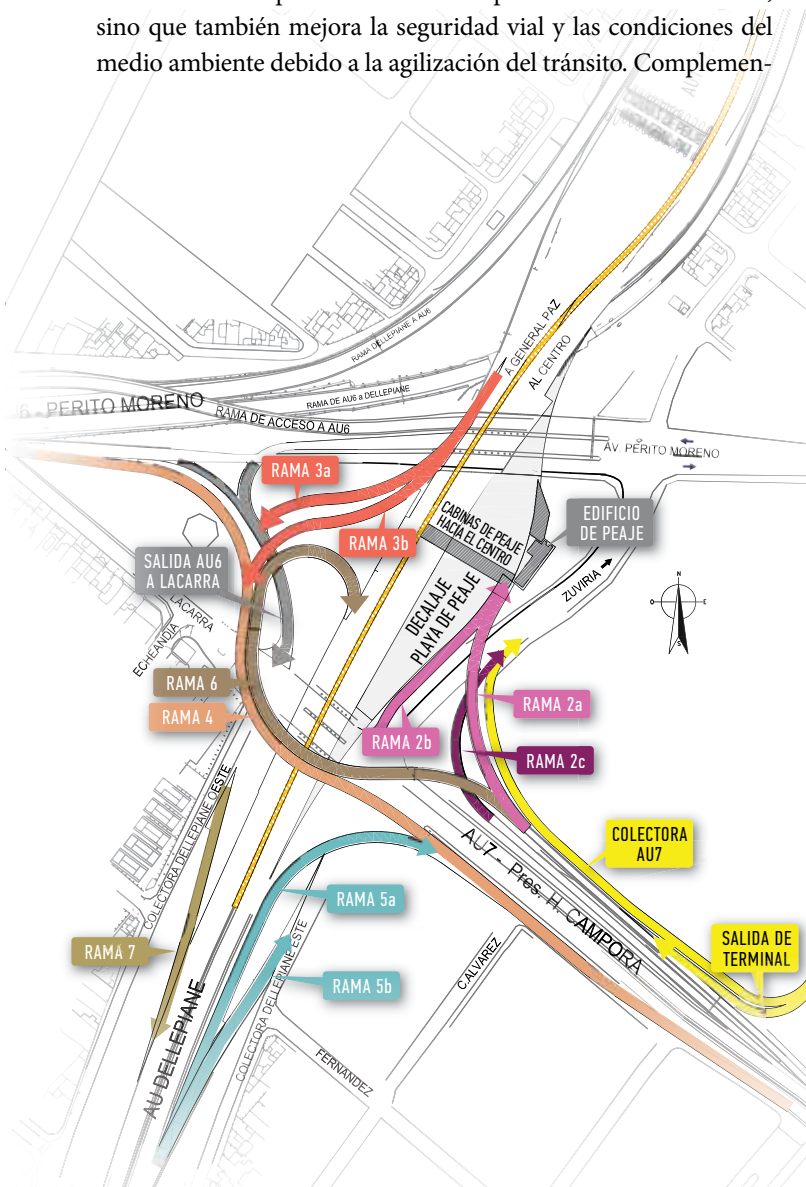 sino que también mejora la seguridad vial y las condiciones del
medio ambiente debido a la agilización del tránsito. Complemen-
RAMA DELLEPIANE A AU6
A GENERAL PAZ
AL CENTRO
PERITO MORENO
RAMA DE AU6 a DELLEPIANE
RAMA DE ACCESO A AU6
AV. PERITO MORENO
RAMA 3a
RAMA 3b
CABINAS DE PEAJE
HACIA EL CENTRO
EDIFICIO
DE PEAJE
SALIDA AU6
A LACARRA
DECALAJE
PLAYA DE PEAJE
ZUVIRIA
N
O
E
S
LACARRA
ECHEANDIA
RAMA 6
RAMA 4
RAMA 2a
RAMA 2b
RAMA 2c
COLECTORA DELLEPIANE OESTE
COLECTORA
AU7
AU7 - Pres. H. CAMPORA
RAMA 5a
RAMA 7
SALIDA DE
TERMINAL
RAMA 5b
C.ALVAREZ
AU DELLEPIANE
COLECTORA DELLEPIANE ESTE
FERNANDEZ